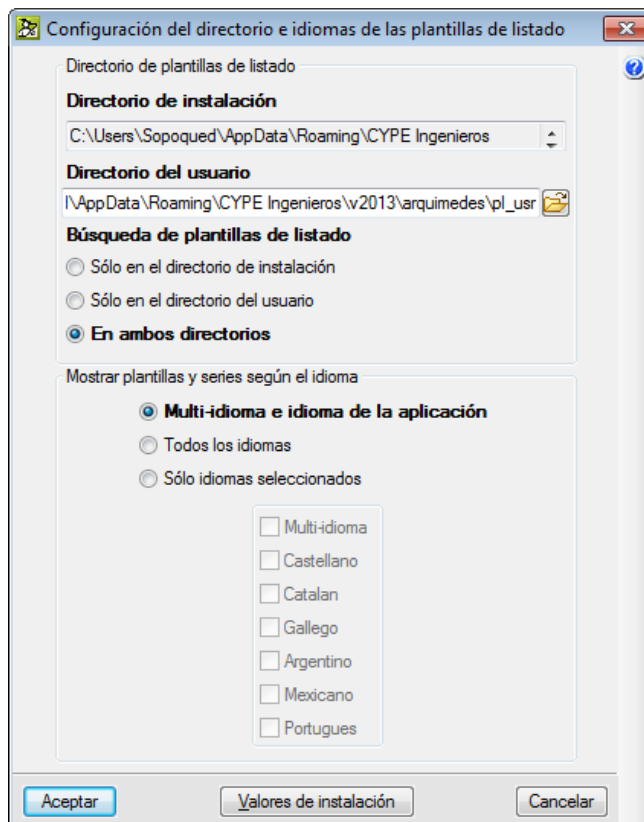 Configuración del directorio e idiomas de las plantillas de listado
Directorio de plantillas de listado
Directorio de instalación
C:\Users\Sopoqued\AppData\Roaming\CYPE Ingenieros
Directorio del usuario
l\AppData\Roaming\CYPE Ingenieros\v2013\arquimedes\pl_usr
Búsqueda de plantillas de listado
Sólo en el directorio de instalación
Sólo en el directorio del usuario
En ambos directorios
Mostrar plantillas y series según el idioma
Multi-idioma e idioma de la aplicación
Todos los idiomas
Sólo idiomas seleccionados
Multi-idioma
Castellano
Catalan
Gallego
Argentino
Mexicano
Portugues
Aceptar Valores de instalación Cancelar